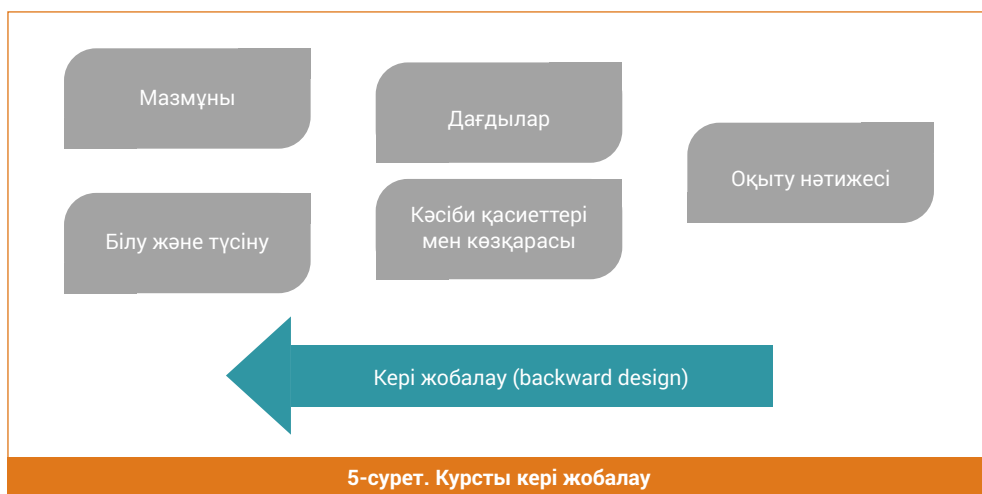 Мазмұны
Дағдылар
Оқыту нәтижесі
Білу және түсіну
Кәсіби қасиеттері
мен көзқарасы
Кері жобалау (backward design)
5-сурет. Курсты кері жобалау